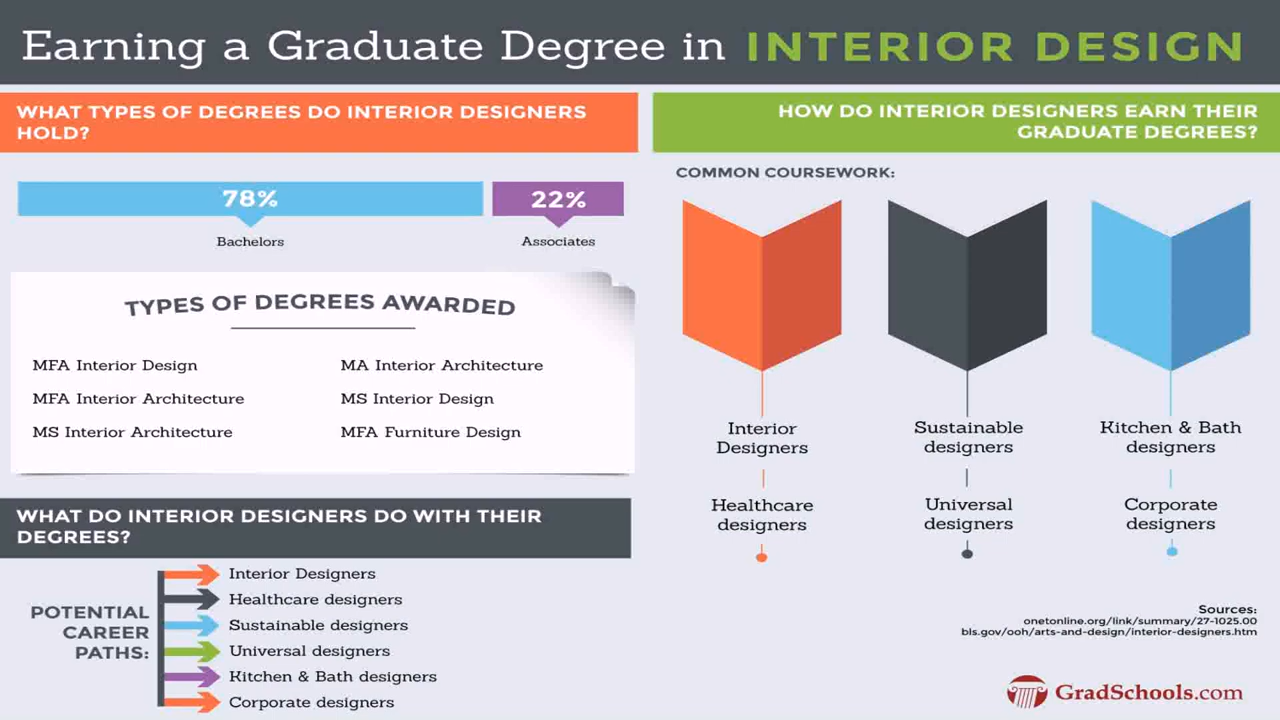 Earning a Graduate Degree in INTERIOR DESIGN
WHAT TYPES OF DEGREES DO INTERIOR DESIGNERS
HOLD?
78%
22%
Bachelors
Associates
TYPES OF DEGREES AWARDED
MFA Interior Design
MFA Interior Architecture
MS Interior Architecture
MA Interior Architecture
MS Interior Design
MFA Furniture Design
WHAT DO INTERIOR DESIGNERS DO WITH THEIR
DEGREES?
POTENTIAL
CAREER
PATHS:
Interior Designers
Healthcare designers
Sustainable designers
Universal designers
Kitchen & Bath designers
Corporate designers
HOW DO INTERIOR DESIGNERS EARN THEIR
GRADUATE DEGREES?
COMMON COURSEWORK:
Interior
Designers
Healthcare
designers
Sustainable
designers
Universal
designers
Kitchen & Bath
designers
Corporate
designers
Sources:
onetonline.org/link/summary/27-1025.00
bls.gov/ooh/arts-and-design/interior-designers.htm
GradSchools.com